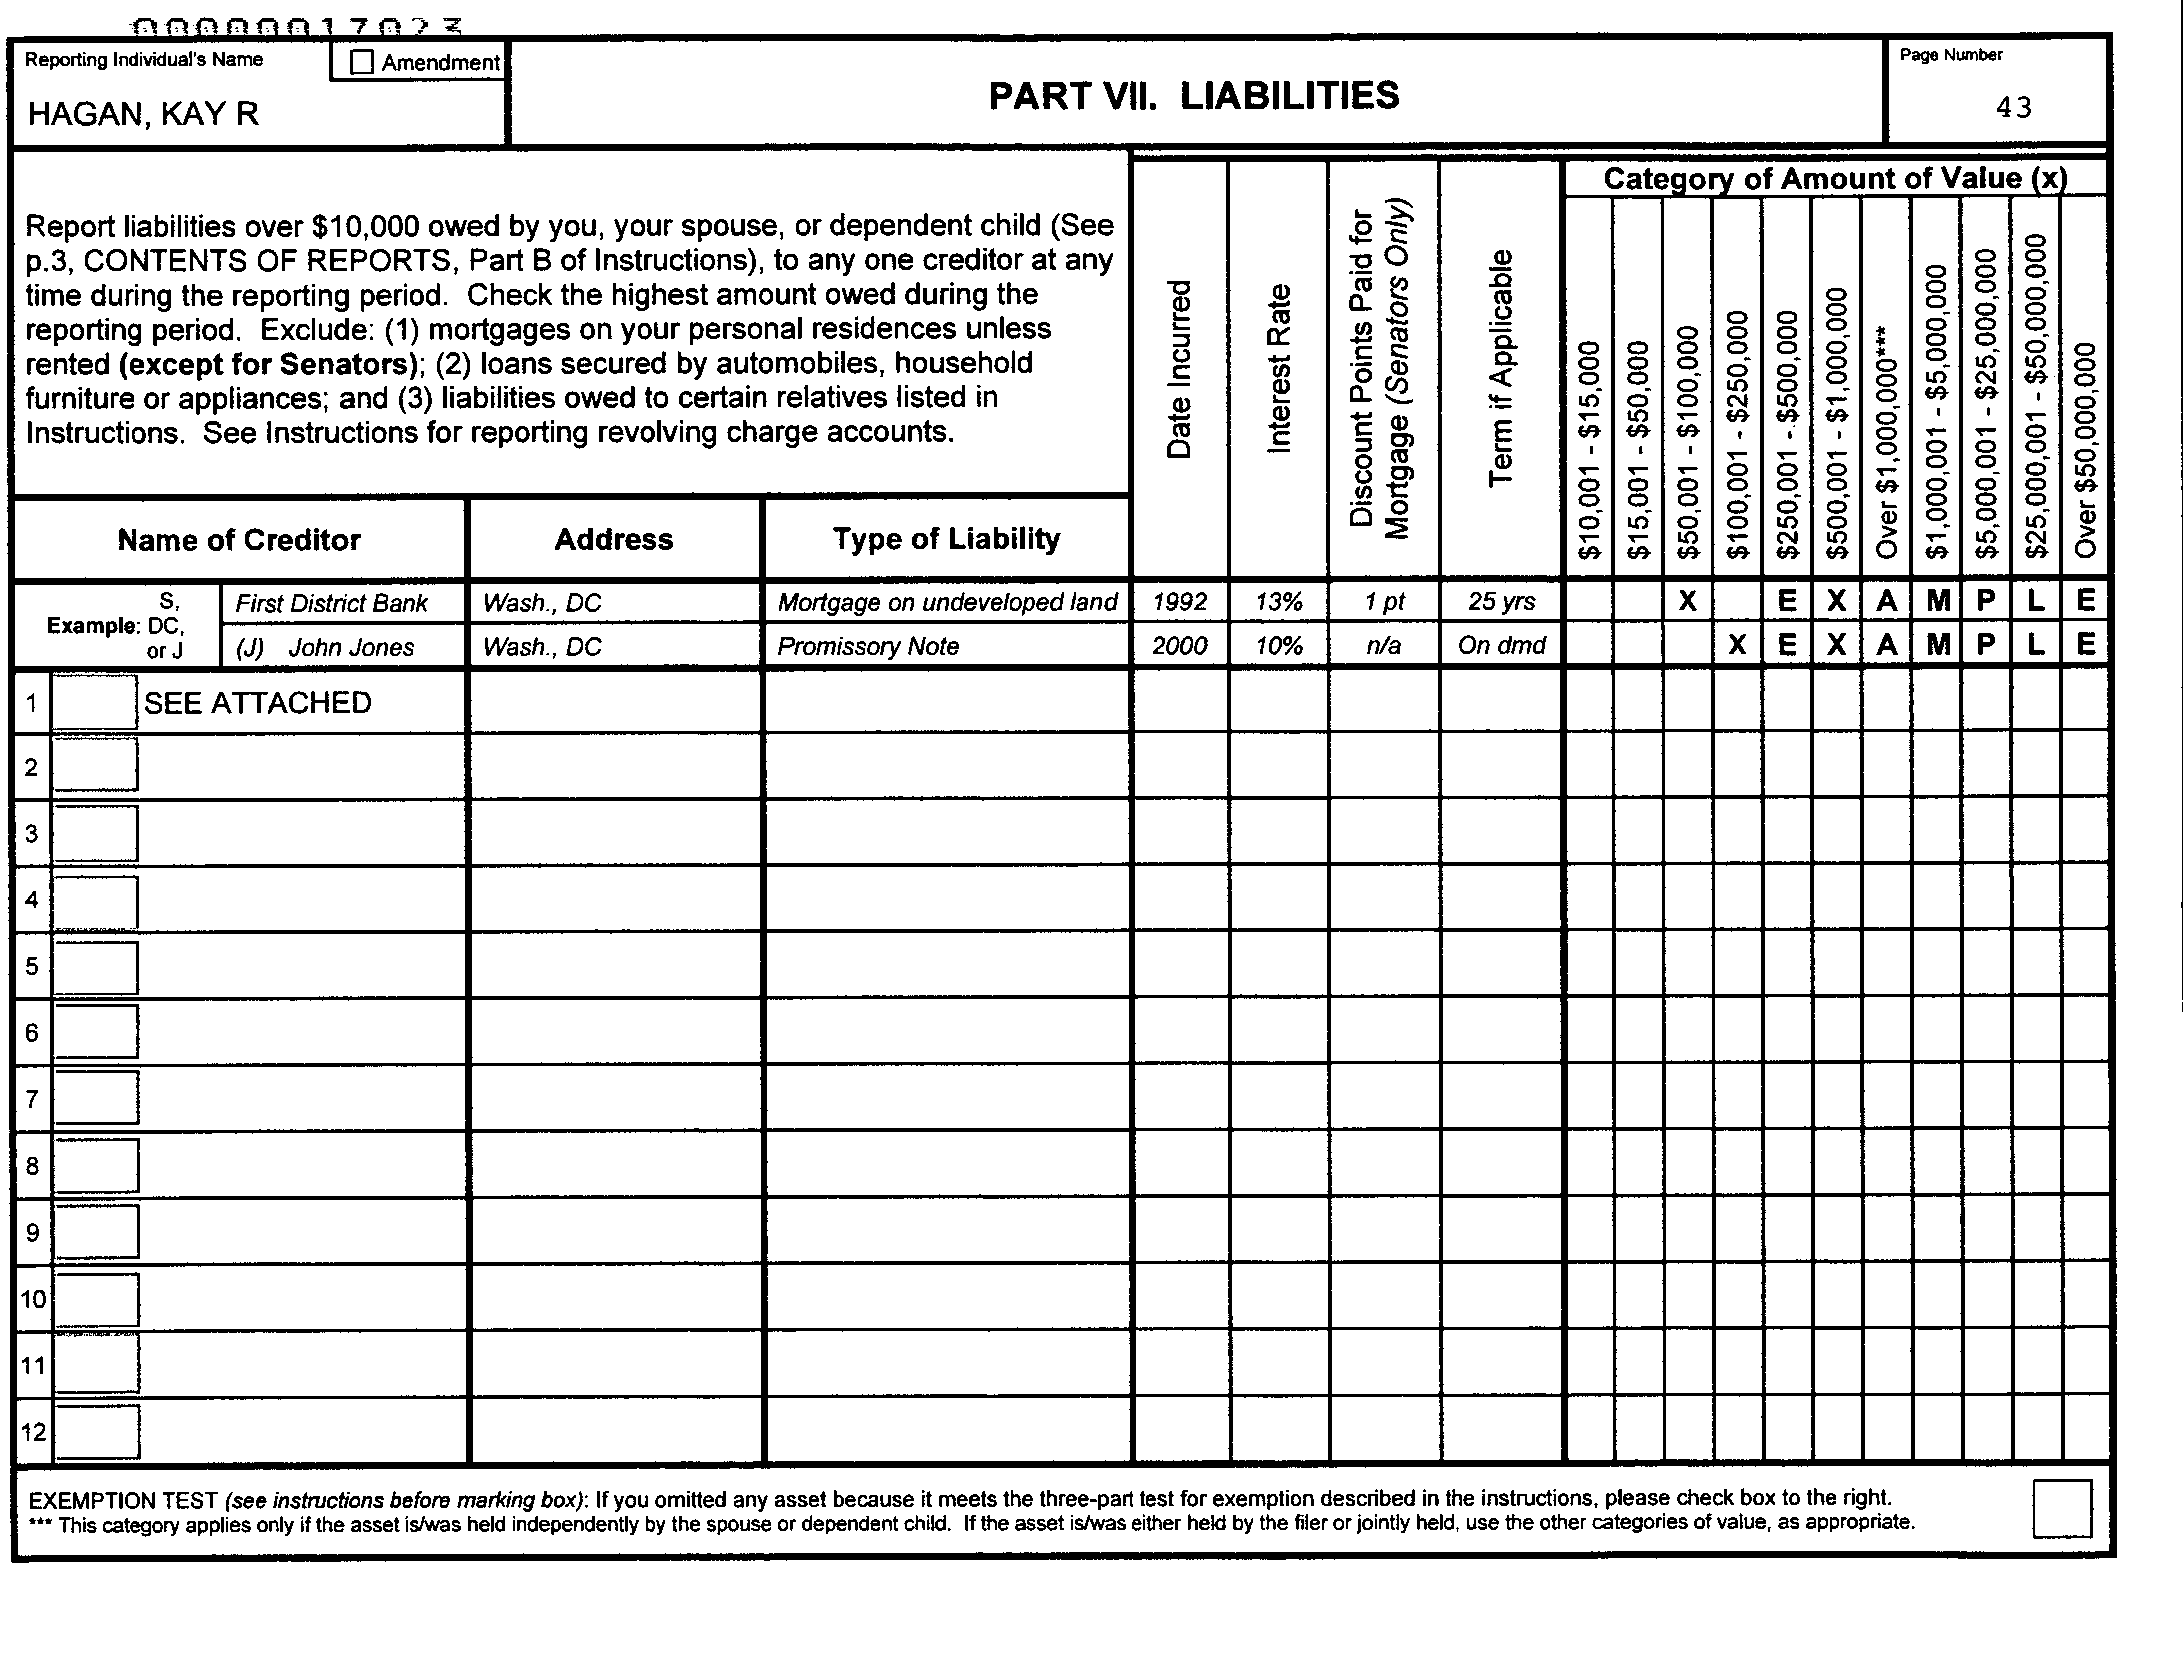 000000017023
Reporting Individual's Name
Amendment
HAGAN, KAY R
PART VII. LIABILITIES
Page Number
43
Report liabilities over $10,000 owed by you, your spouse, or dependent child (See
p.3, CONTENTS OF REPORTS, Part B of Instructions), to any one creditor at any
time during the reporting period. Check the highest amount owed during the
reporting period. Exclude: (1) mortgages on your personal residences unless
rented (except for Senators); (2) loans secured by automobiles, household
furniture or appliances; and (3) liabilities owed to certain relatives listed in
Instructions. See Instructions for reporting revolving charge accounts.
Name of Creditor
Address
Type of Liability
Date Incurred
Interest Rate
Discount Points Paid for
Mortgage (Senators Only)
Term if Applicable
Category of Amount of Value (x)
$10,001 - $15,000
$15,001 - $50,000
$50,001 - $100,000
$100,001 - $250,000
$250,001 - $500,000
$500,001 - $1,000,000
Over $1,000,000***
$1,000,001 - $5,000,000
$5,000,001 - $25,000,000
$25,000,001 - $50,000,000
Over $50,000,000
Example: S, DC, or J
First District Bank Wash., DC Mortgage on undeveloped land 1992 13% 1 pt 25 yrs X E X A M P L E
(J) John Jones Wash., DC Promissory Note 2000 10% n/a On dmd X E X A M P L E
1 SEE ATTACHED
2
3
4
5
6
7
8
9
10
11
12
EXEMPTION TEST (see instructions before marking box): If you omitted any asset because it meets the three-part test for exemption described in the instructions, please check box to the right.
*** This category applies only if the asset is/was held independently by the spouse or dependent child. If the asset is/was either held by the filer or jointly held, use the other categories of value, as appropriate.